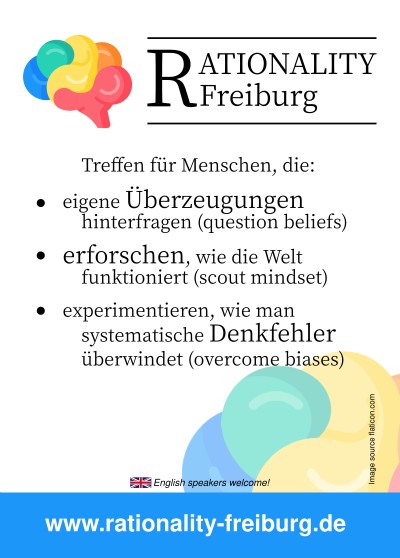 RATIONALITY
Freiburg
Treffen für Menschen, die:
• eigene Überzeugungen
hinterfragen (question beliefs)
• erforschen, wie die Welt
funktioniert (scout mindset)
• experimentieren, wie man
systematische Denkfehler
überwindet (overcome biases)
Image source flaticon.com
English speakers welcome!
www.rationality-freiburg.de